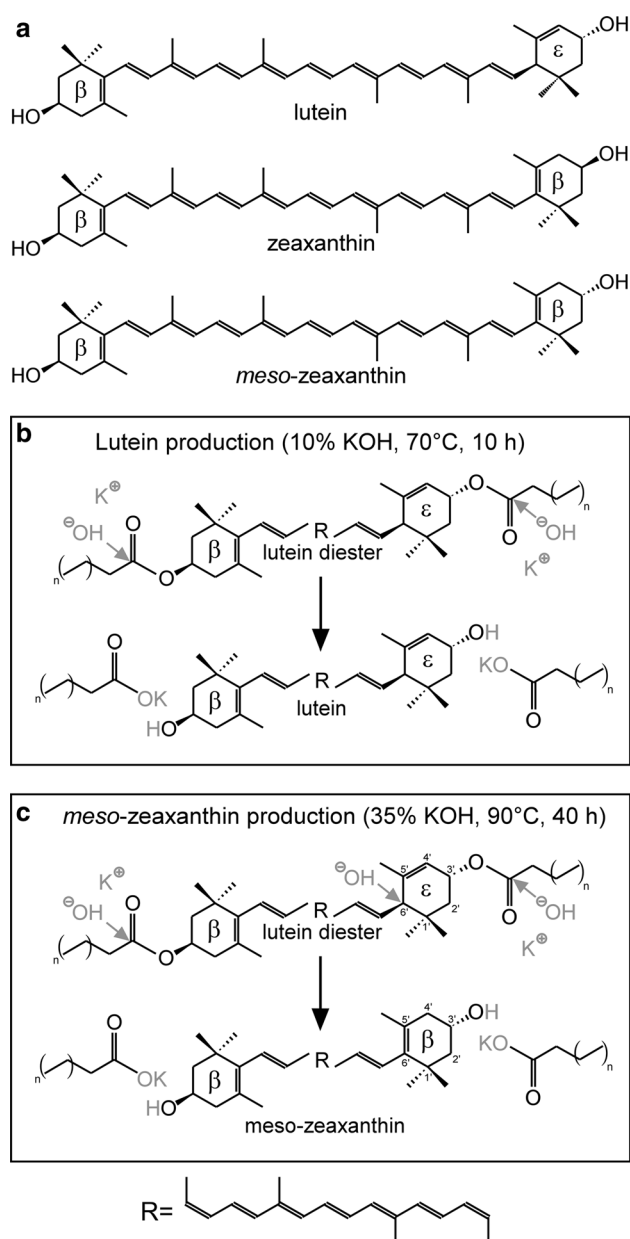 a
OH
ε
β
HO
lutein
OH
β
β
HO
zeaxanthin
OH
β
β
HO
meso-zeaxanthin
b
Lutein production (10% KOH, 70°C, 10 h)
K⊕
⊖OH
O
n
O
β
R
lutein diester
ε
O
O
n
⊖OH
K⊕
O
n
OK
HO
β
R
lutein
ε
OH
KO
O
n
c
meso-zeaxanthin production (35% KOH, 90°C, 40 h)
K⊕
⊖OH
O
n
O
β
R
lutein diester
⊖OH
5'
4'
3'
ε
6'
1'
2'
O
O
n
⊖OH
K⊕
O
n
OK
HO
β
R
meso-zeaxanthin
5'
4'
3'
β
6'
1'
2'
OH
KO
O
n
R=